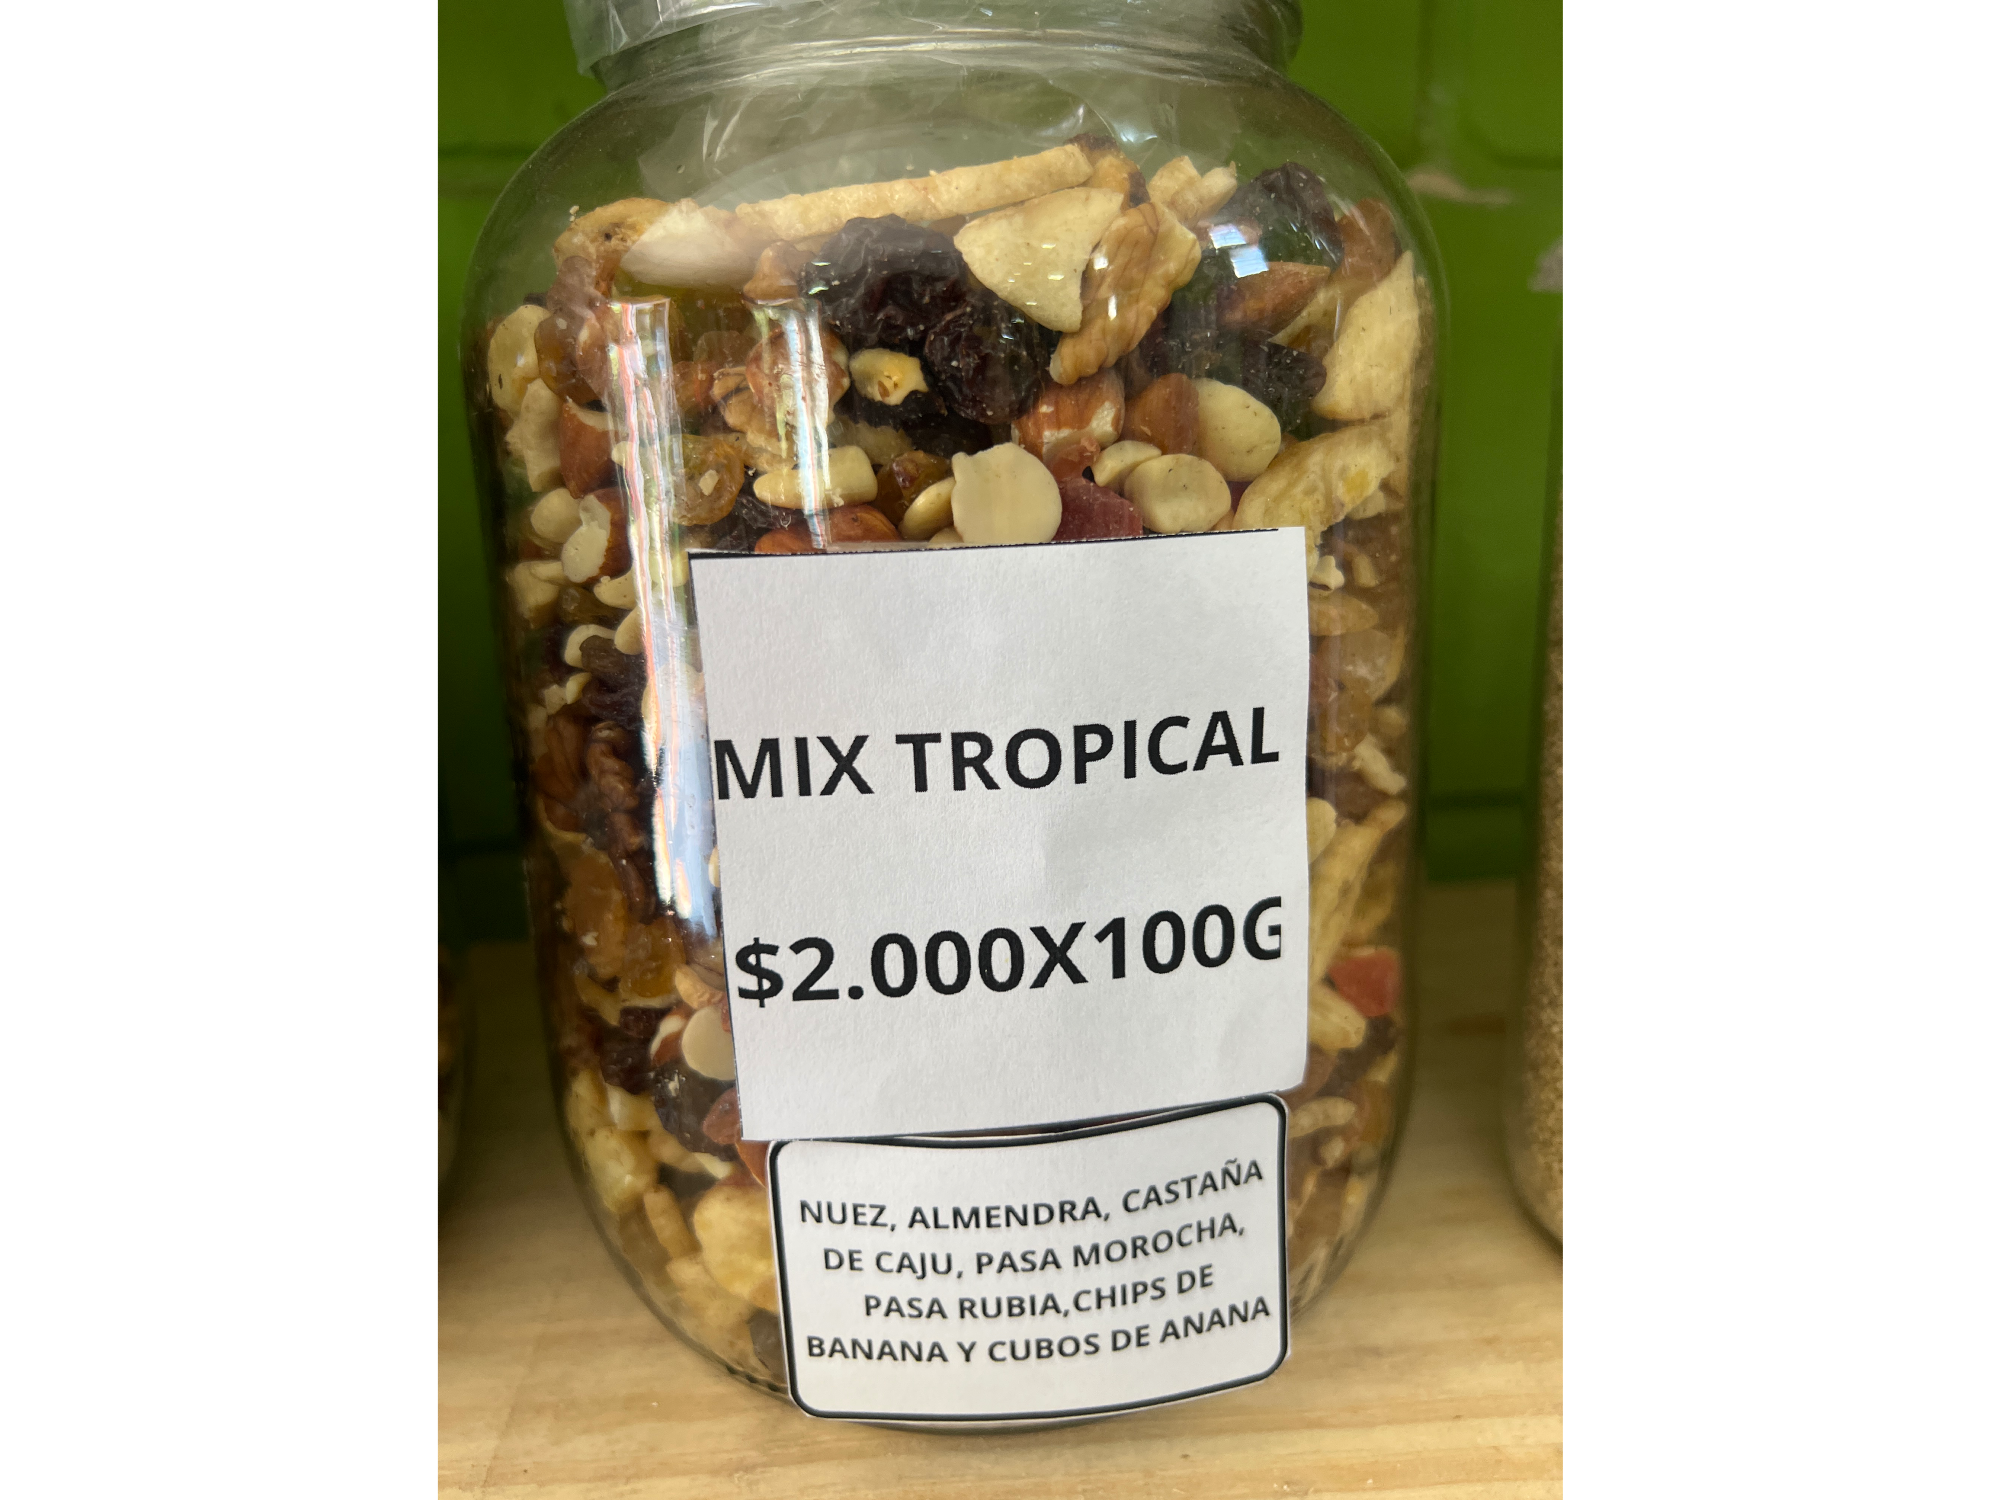 MIX TROPICAL
$2.000X100G
NUEZ, ALMENDRA, CASTAÑA
DE CAJU, PASA MOROCHA,
PASA RUBIA,CHIPS DE
BANANA Y CUBOS DE ANANA